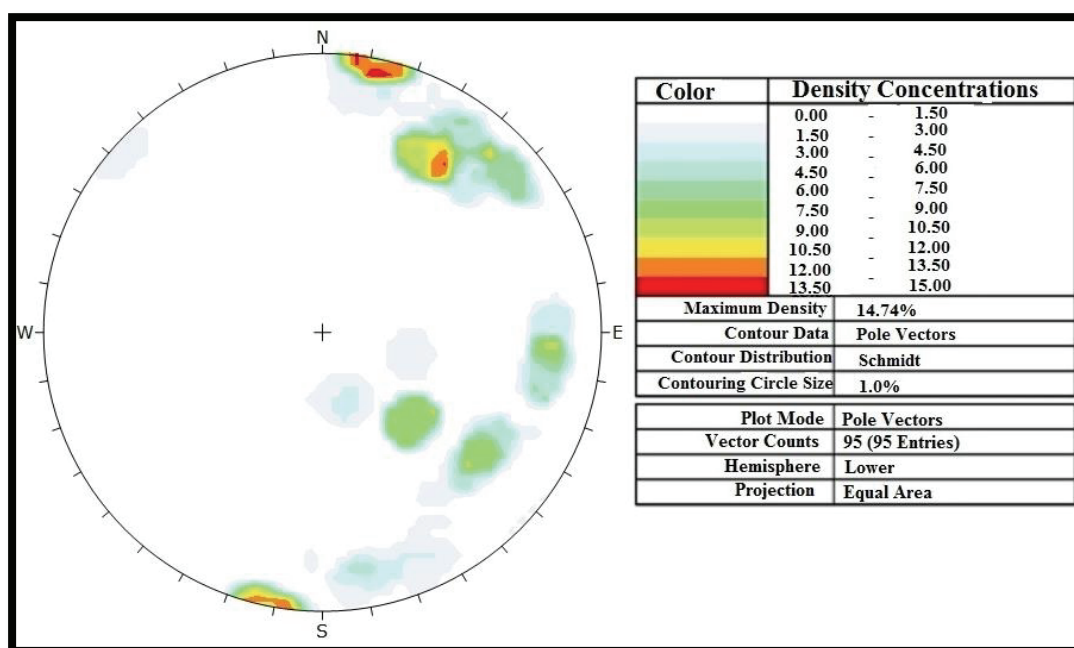 N
W
E
S
Color Density Concentrations
0.00 - 1.50
1.50 - 3.00
3.00 - 4.50
4.50 - 6.00
6.00 - 7.50
7.50 - 9.00
9.00 - 10.50
10.50 - 12.00
12.00 - 13.50
13.50 - 15.00
Maximum Density 14.74%
Contour Data Pole Vectors
Contour Distribution Schmidt
Contouring Circle Size 1.0%
Plot Mode Pole Vectors
Vector Counts 95 (95 Entries)
Hemisphere Lower
Projection Equal Area